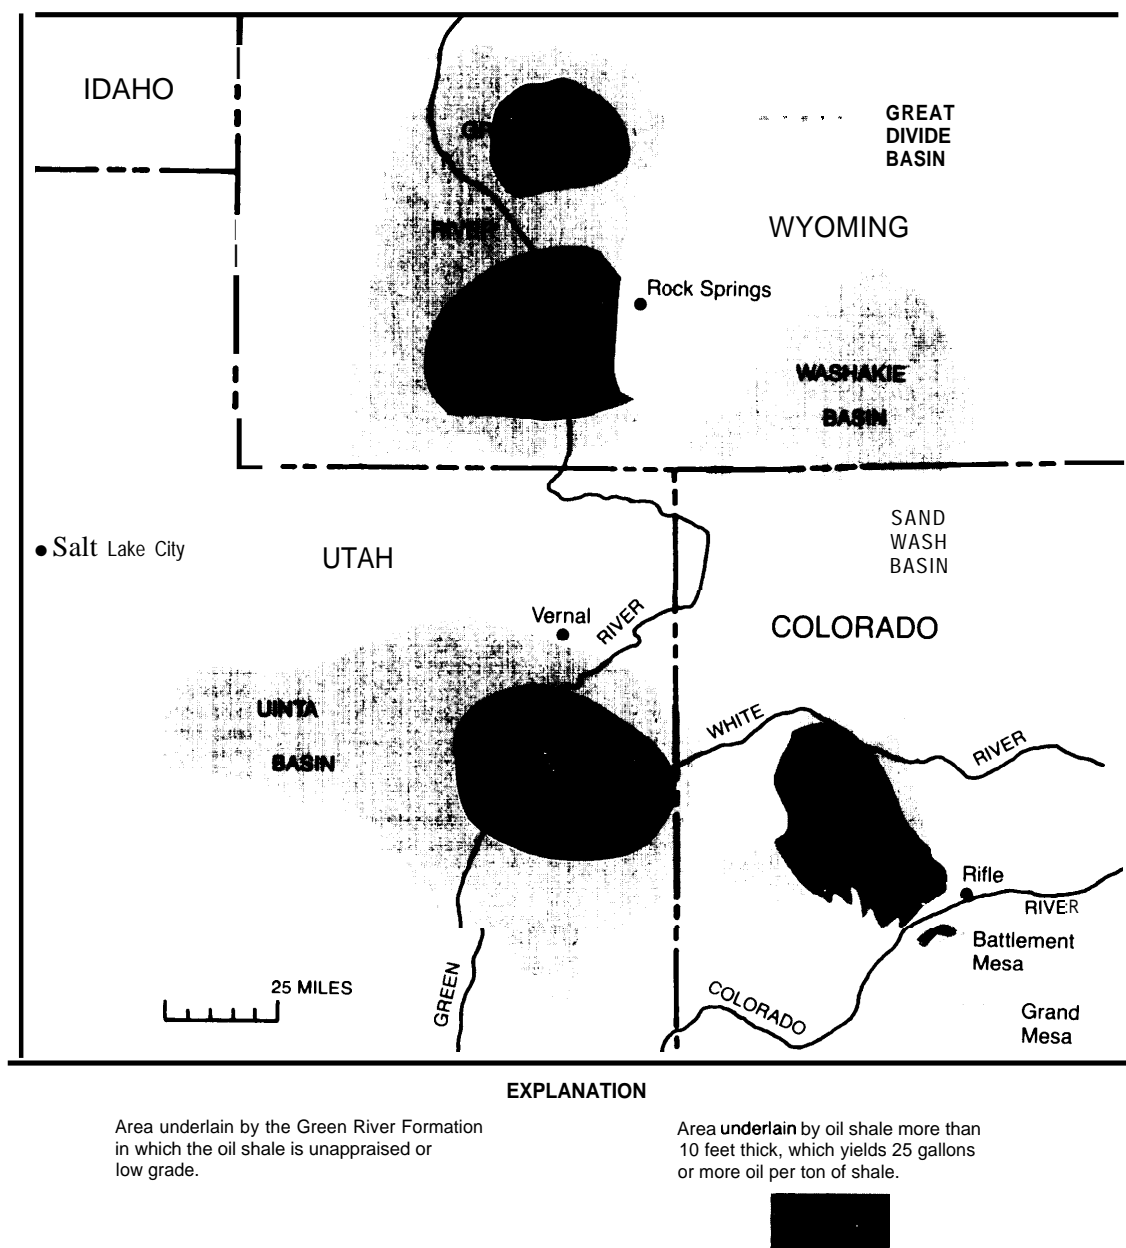 IDAHO
GREAT
DIVIDE
BASIN
WYOMING
RIVER
Rock Springs
WASHAKIE
BASIN
SAND
WASH
BASIN
Salt Lake City
UTAH
Vernal
RIVER
COLORADO
UINTA
BASIN
WHITE
RIVER
Rifle
RIVER
Battlement
Mesa
25 MILES
GREEN
COLORADO
Grand
Mesa
EXPLANATION
Area underlain by the Green River Formation
in which the oil shale is unappraised or
low grade.
Area underlain by oil shale more than
10 feet thick, which yields 25 gallons
or more oil per ton of shale.